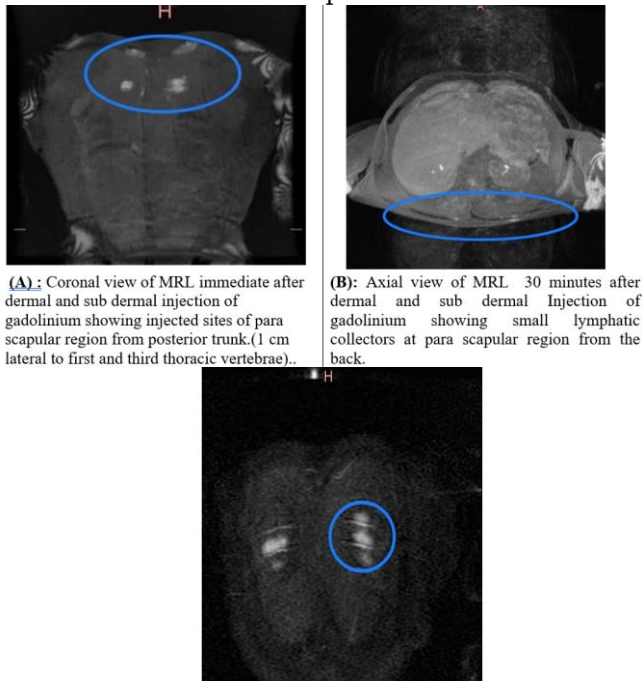 H
A
(A) : Coronal view of MRL immediate after
dermal and sub dermal injection of
gadolinium showing injected sites of para
scapular region from posterior trunk.(1 cm
lateral to first and third thoracic vertebrae)..
(B): Axial view of MRL 30 minutes after
dermal and sub dermal Injection of
gadolinium showing small lymphatic
collectors at para scapular region from the
back.
H